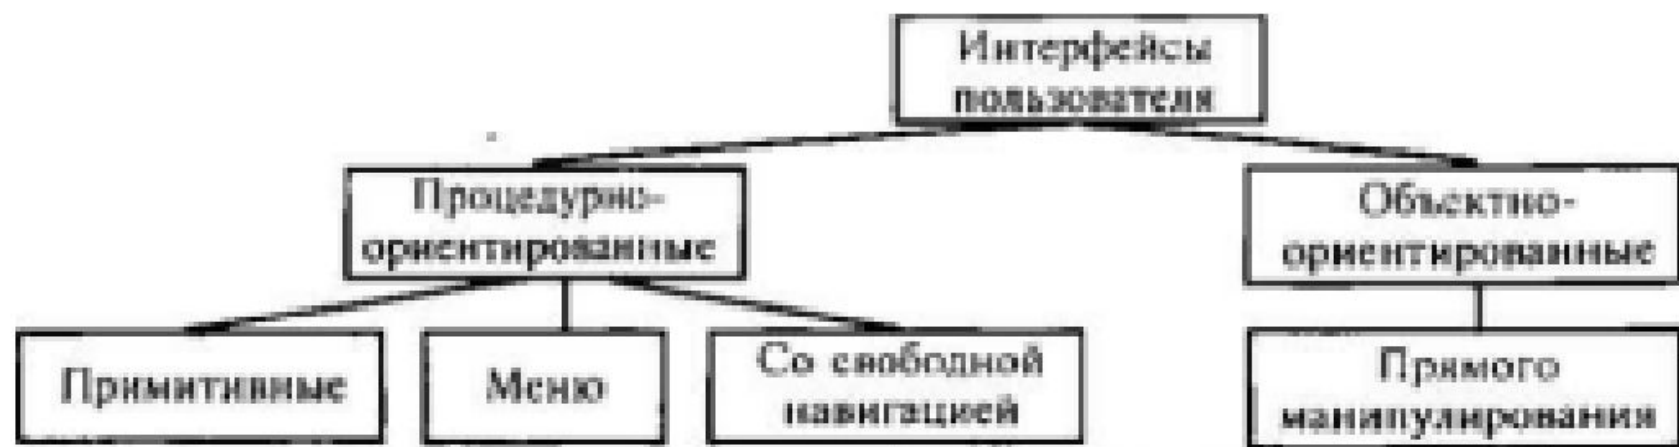 Интерфейсы
пользователя
Процедурно-
ориентированные
Объектно-
ориентированные
Примитивные
Меню
Со свободной
навигацией
Прямого
манипулирования